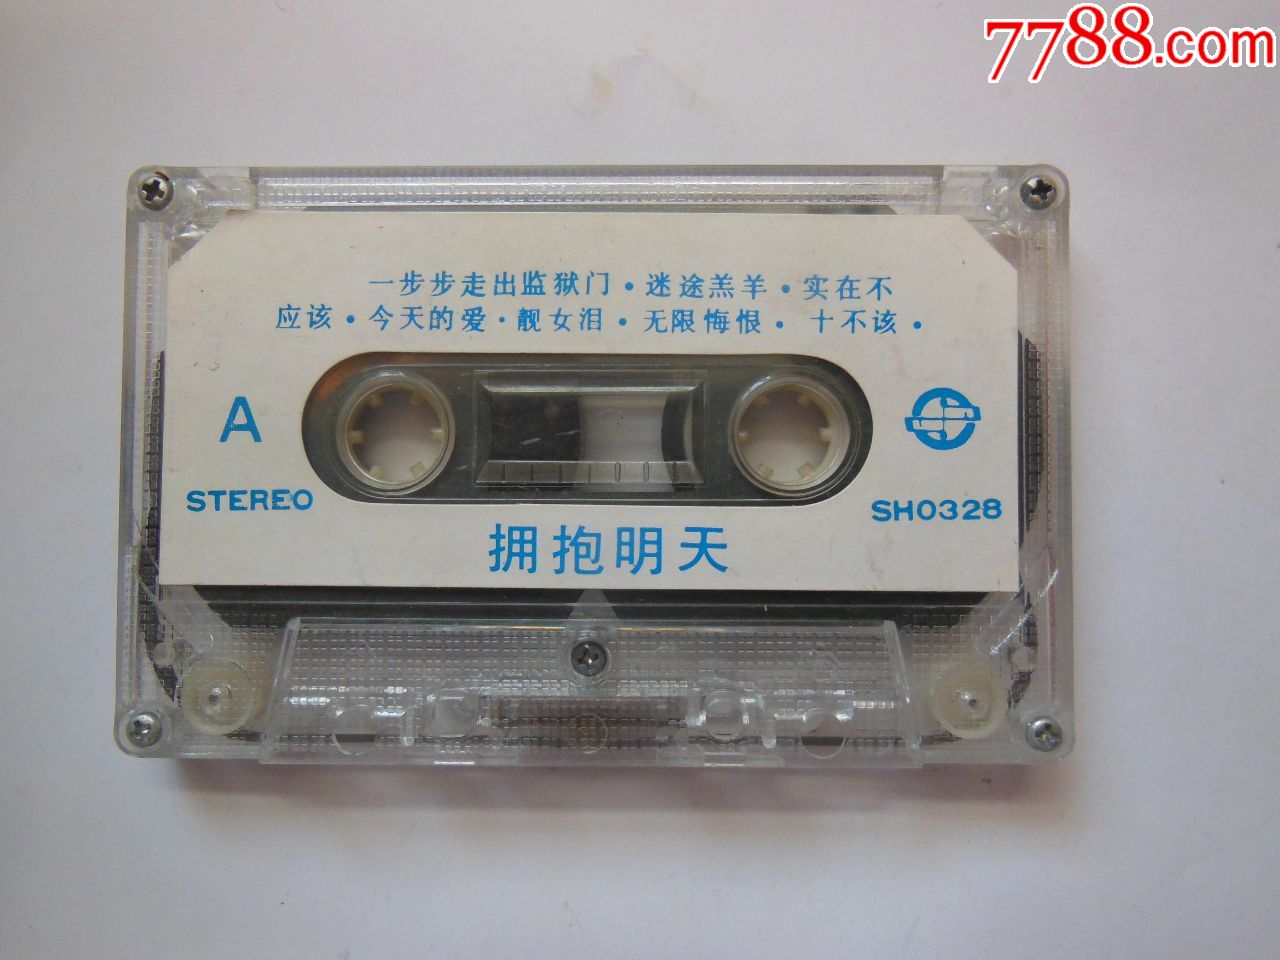 7788.com
一步步走出监狱门·迷途羔羊·实在不
应该·今天的爱·靓女泪·无限悔恨·十不该·
A
STEREO
SH0328
拥抱明天